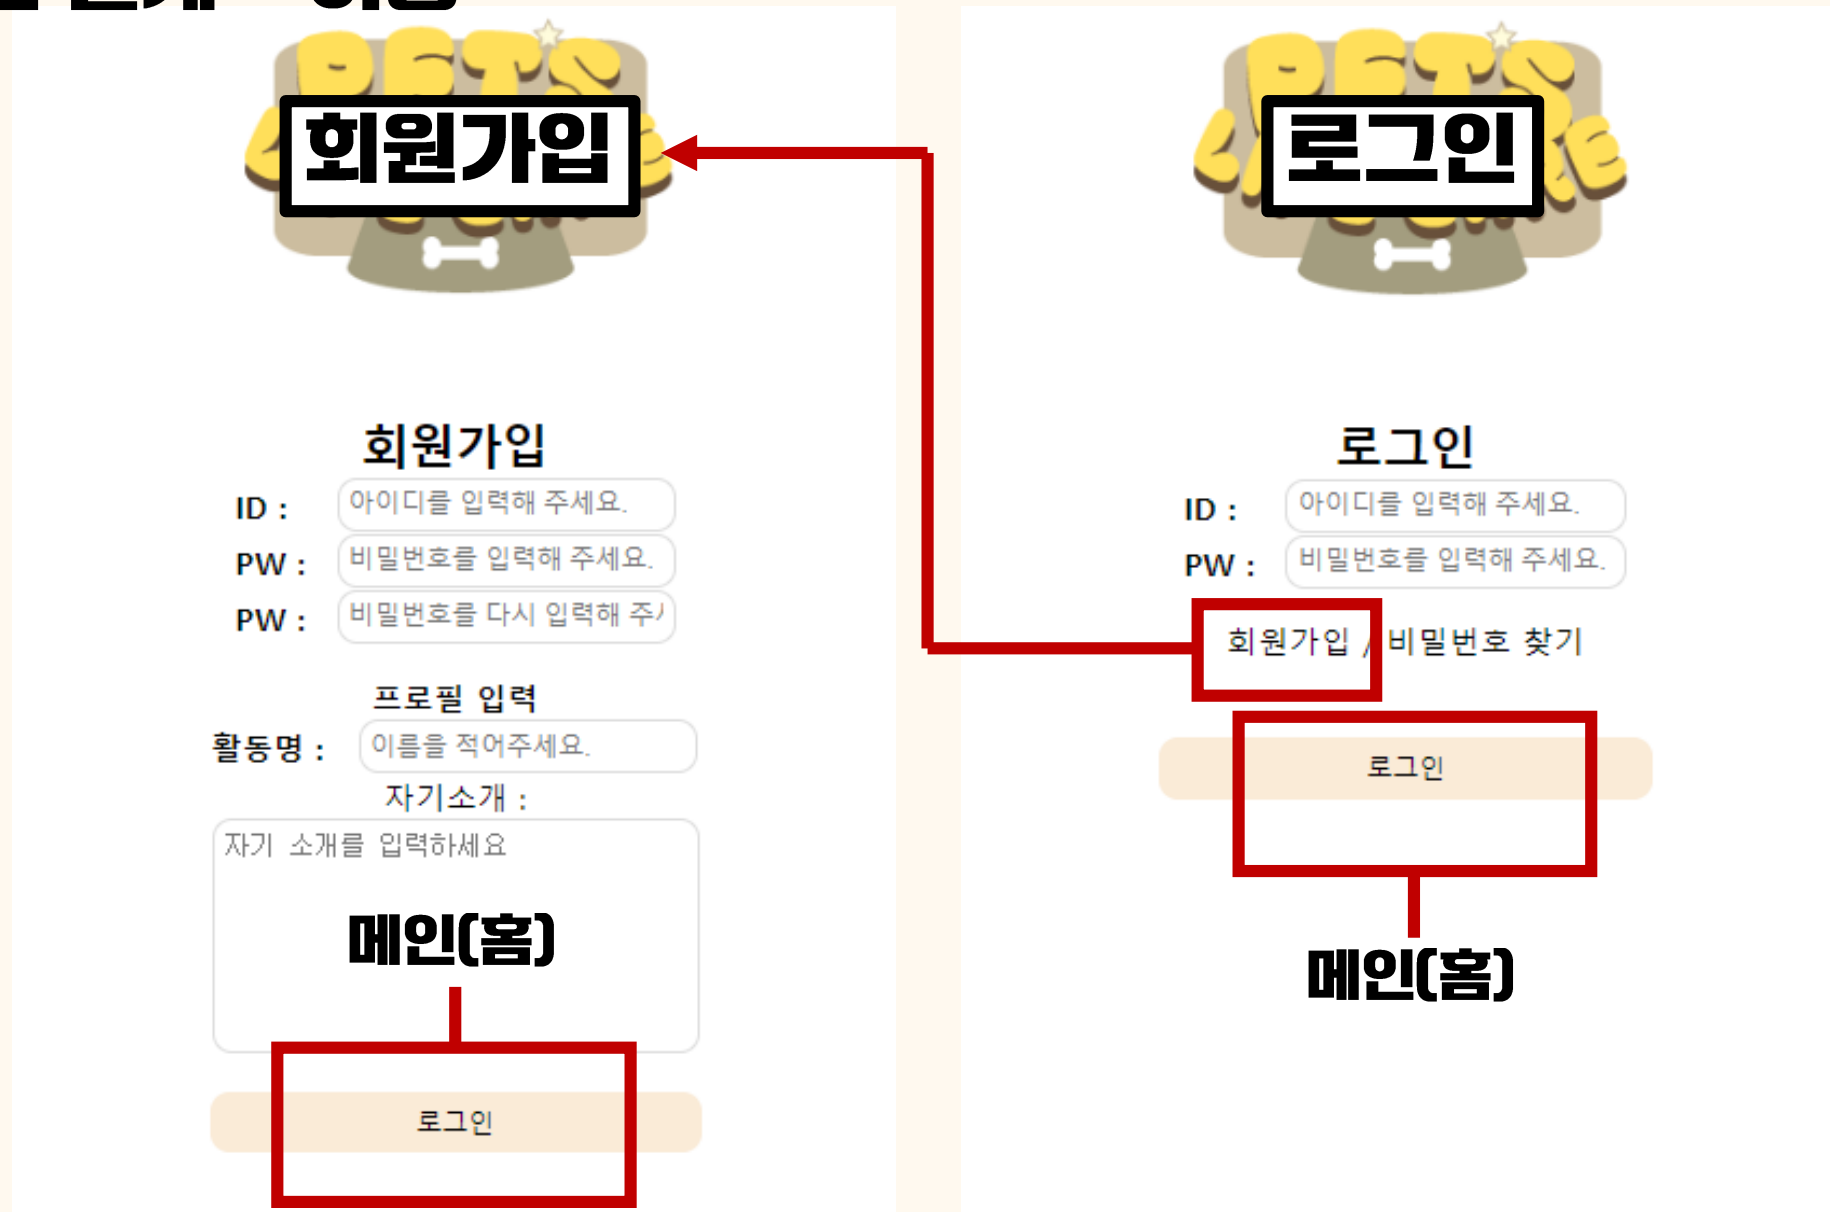 PETS
회원가입
회원가입
ID :
아이디를 입력해 주세요.
PW :
비밀번호를 입력해 주세요.
PW :
비밀번호를 다시 입력해 주
프로필 입력
활동명 :
이름을 적어주세요.
자기소개 :
자기 소개를 입력하세요
메인(홈)
로그인
PETS
로그인
로그인
ID :
아이디를 입력해 주세요.
PW :
비밀번호를 입력해 주세요.
회원가입 / 비밀번호 찾기
로그인
메인(홈)